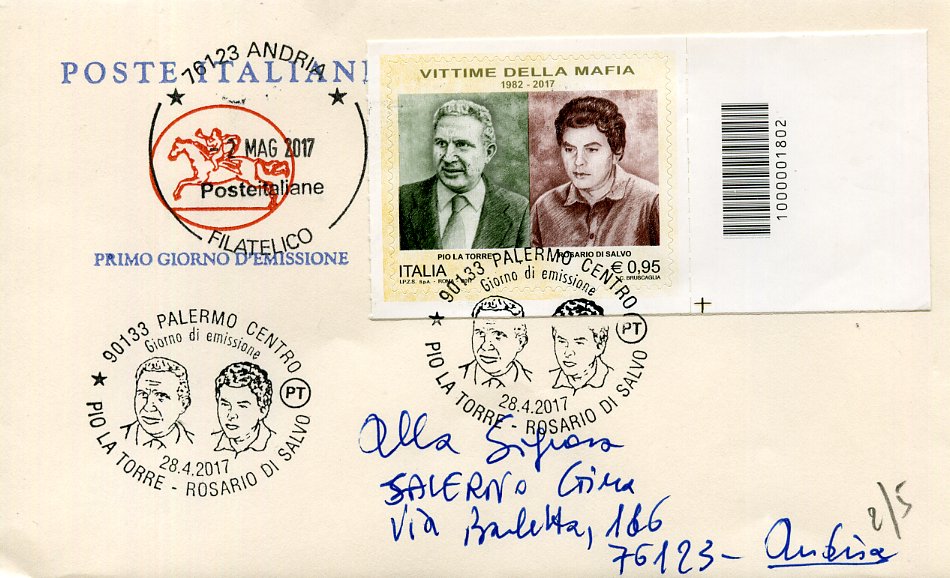 POSTE ITALIANE
76123 ANDRIA
- 2 MAG 2017
Posteitaliane
FILATELICO
PRIMO GIORNO D'EMISSIONE
VITTIME DELLA MAFIA
1982 - 2017
PIO LA TORRE ROSARIO DI SALVO
ITALIA € 0,95
I.P.Z.S. S.p.A. - ROMA C. BRUSCAGLIA
1000001802
90133 PALERMO CENTRO
Giorno di emissione
PT
28.4.2017
PIO LA TORRE - ROSARIO DI SALVO
90133 PALERMO CENTRO
Giorno di emissione
PT
28.4.2017
PIO LA TORRE - ROSARIO DI SALVO
Alla Signora
SALERNO
Via Barletta, 166
76123 - Andria
2/5